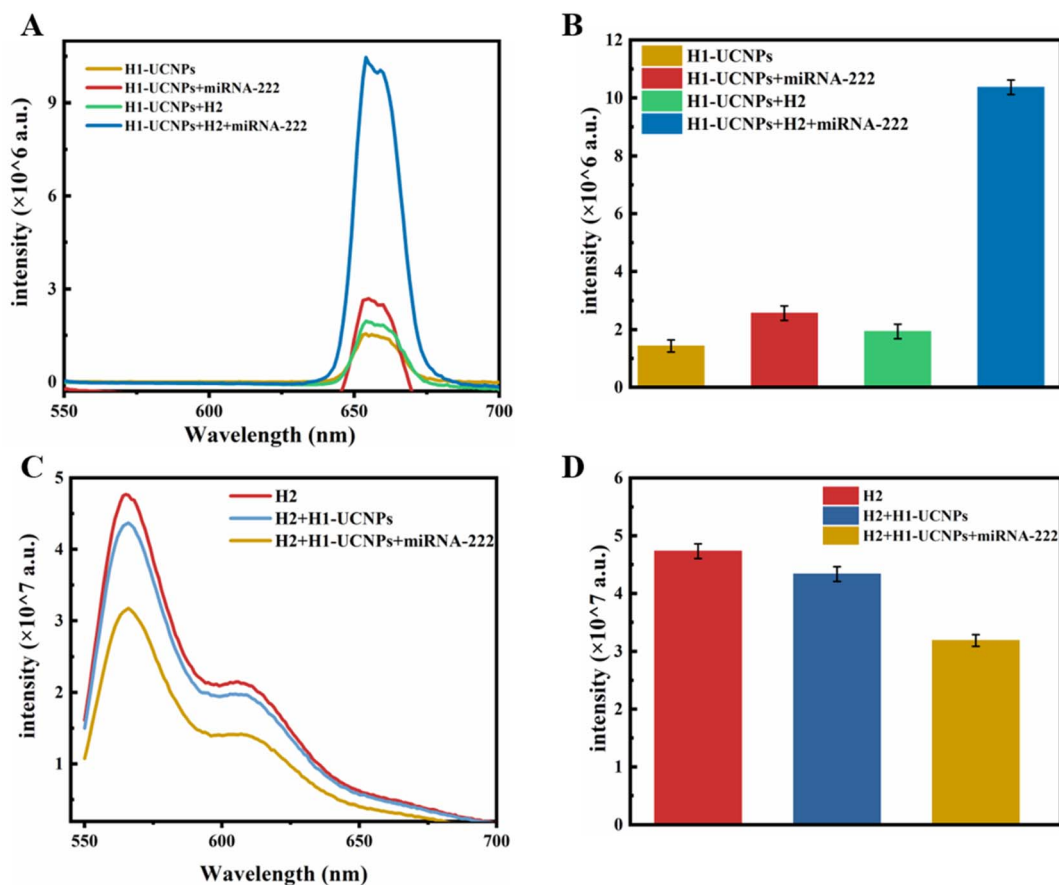 A
H1-UCNPs
H1-UCNPs+miRNA-222
H1-UCNPs+H2
H1-UCNPs+H2+miRNA-222
intensity (×10^6 a.u.)
9
6
3
0
550
600
650
700
Wavelength (nm)
B
H1-UCNPs
H1-UCNPs+miRNA-222
H1-UCNPs+H2
H1-UCNPs+H2+miRNA-222
intensity (×10^6 a.u.)
12
10
8
6
4
2
0
C
H2
H2+H1-UCNPs
H2+H1-UCNPs+miRNA-222
intensity (×10^7 a.u.)
5
4
3
2
1
550
600
650
700
Wavelength (nm)
D
H2
H2+H1-UCNPs
H2+H1-UCNPs+miRNA-222
intensity (×10^7 a.u.)
6
5
4
3
2
1
0